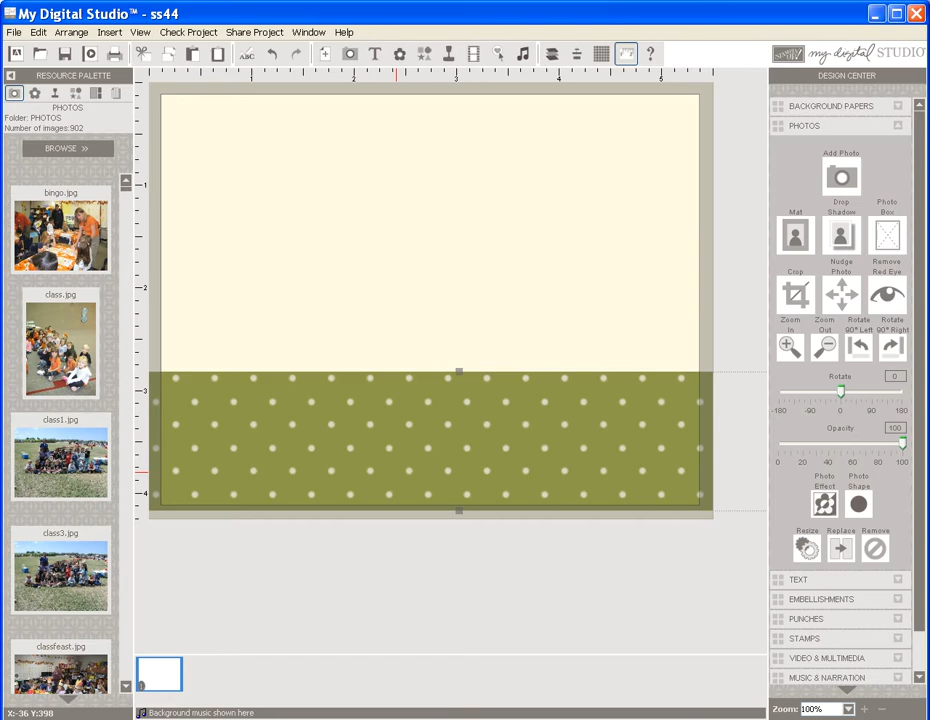 My Digital Studio™ - ss44
File Edit Arrange Insert View Check Project Share Project Window Help
ABC T ?
my digital STUDIO
RESOURCE PALETTE
PHOTOS
Folder: PHOTOS
Number of images:902
BROWSE »
bingo.jpg
class.jpg
class1.jpg
class3.jpg
classfeast.jpg
X:-36 Y:398
2 3 4 5
1
2
3
4
Background music shown here
DESIGN CENTER
BACKGROUND PAPERS
PHOTOS
Add Photo
Mat
Drop Shadow
Photo Box
Crop
Nudge Photo
Remove Red Eye
Zoom In
Zoom Out
Rotate 90° Left
Rotate 90° Right
Rotate 0
-180 -90 0 90 180
Opacity 100
0 20 40 60 80 100
Photo Effect
Photo Shape
Resize Replace Remove
TEXT
EMBELLISHMENTS
PUNCHES
STAMPS
VIDEO & MULTIMEDIA
MUSIC & NARRATION
Zoom: 100%